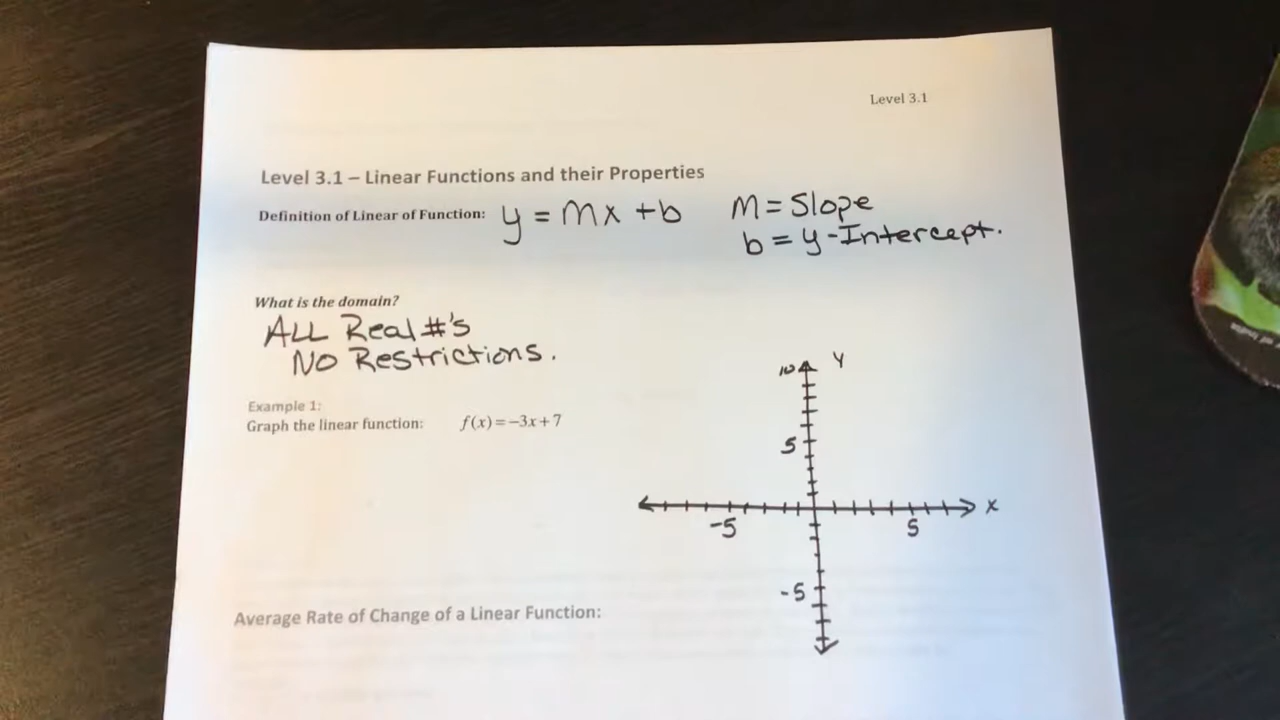 Level 3.1
Level 3.1 – Linear Functions and their Properties
Definition of Linear of Function: y = mx + b
M = Slope
b = y-Intercept.
What is the domain?
ALL Real #'s
NO Restrictions.
Example 1:
Graph the linear function: f(x)=-3x+7
10 Y
5
x
-5 5
-5
Average Rate of Change of a Linear Function: